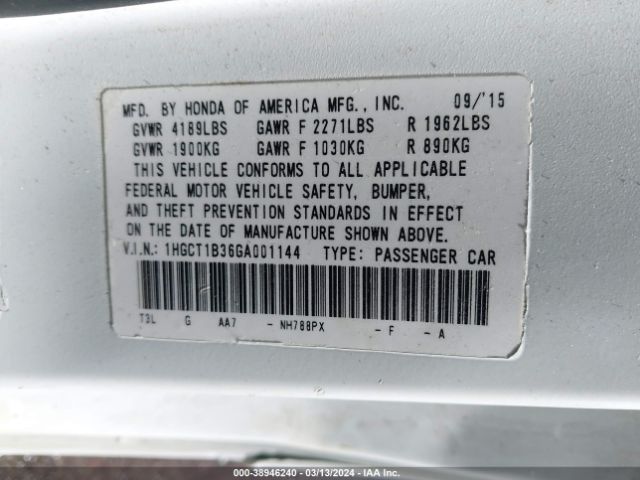 MFD. BY HONDA OF AMERICA MFG., INC. 09/'15
GVWR 4189LBS GAWR F 2271LBS R 1962LBS
GVWR 1900KG GAWR F 1030KG R 890KG
THIS VEHICLE CONFORMS TO ALL APPLICABLE
FEDERAL MOTOR VEHICLE SAFETY, BUMPER,
AND THEFT PREVENTION STANDARDS IN EFFECT
ON THE DATE OF MANUFACTURE SHOWN ABOVE.
V.I.N.: 1HGCT1B36GA001144 TYPE: PASSENGER CAR
T3L G AA7 - NH788PX - F - A
000-38946240 - 03/13/2024 - IAA Inc.